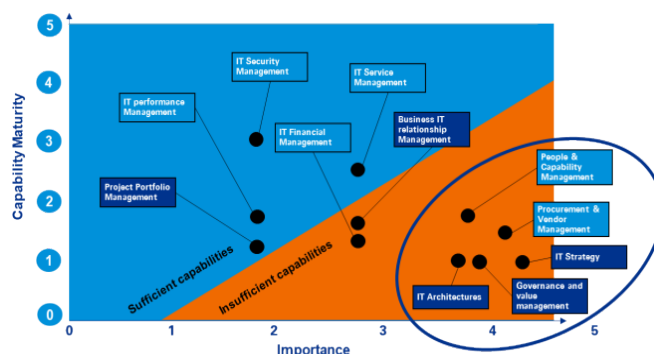 5
4
3
2
1
0
Capability Maturity
IT Security
Management
IT Service
Management
IT performance
Management
IT Financial
Management
Business IT
relationship
Management
Project Portfolio
Management
People &
Capability
Management
Procurement &
Vendor
Management
IT Strategy
IT Architectures
Governance and
value
management
Sufficient capabilities
Insufficient capabilities
0
1
2
3
4
5
Importance